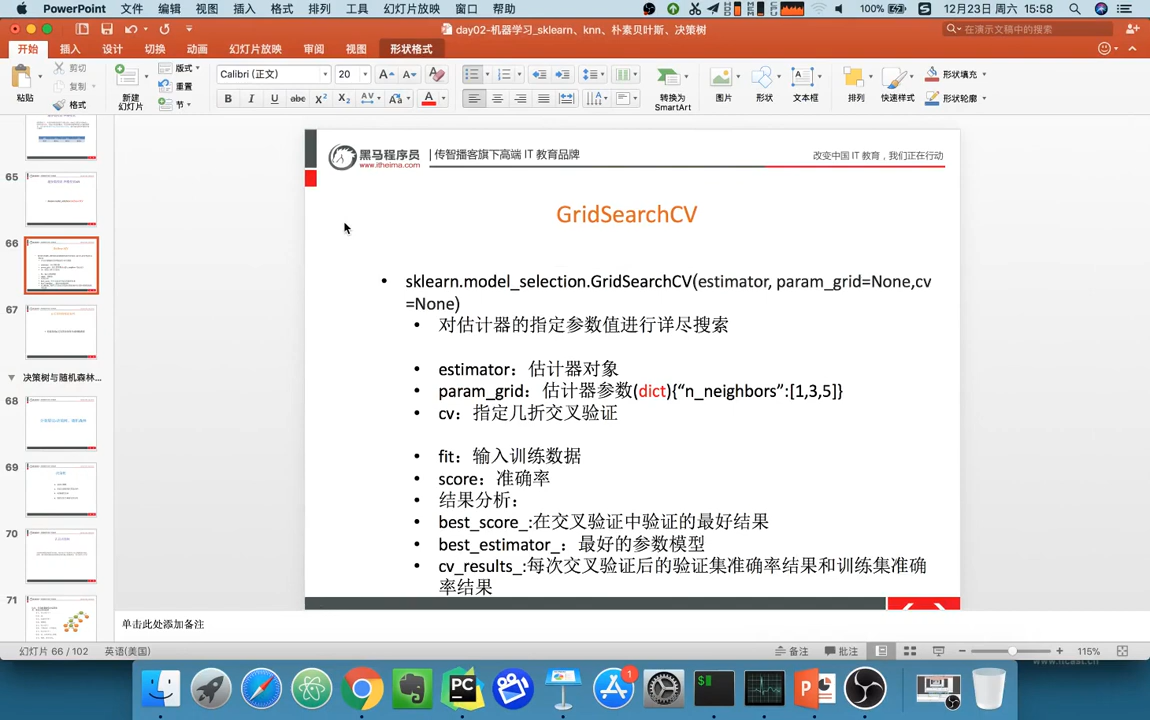 PowerPoint 文件 编辑 视图 插入 格式 排列 工具 幻灯片放映 窗口 帮助 100% 12月23日 周六 15:58
day02-机器学习_sklearn、knn、朴素贝叶斯、决策树 在演示文稿中的搜索
开始 插入 设计 切换 动画 幻灯片放映 审阅 视图 形状格式
粘贴 剪切 复制 格式 新建幻灯片 版式 重置 节 Calibri (正文) 20 转换为SmartArt 图片 形状 文本框 排列 快速样式 形状填充 形状轮廓
黑马程序员
www.itheima.com
传智播客旗下高端 IT 教育品牌
改变中国 IT 教育，我们正在行动
GridSearchCV
• sklearn.model_selection.GridSearchCV(estimator, param_grid=None,cv
=None)
• 对估计器的指定参数值进行详尽搜索
• estimator：估计器对象
• param_grid：估计器参数(dict){“n_neighbors”:[1,3,5]}
• cv：指定几折交叉验证
• fit：输入训练数据
• score：准确率
• 结果分析：
• best_score_:在交叉验证中验证的最好结果
• best_estimator_：最好的参数模型
• cv_results_:每次交叉验证后的验证集准确率结果和训练集准确
率结果
65
66
67
决策树与随机森林...
68
69
70
71
单击此处添加备注
幻灯片 66 / 102 英语(美国) 备注 批注 115%
PC
1
$
P